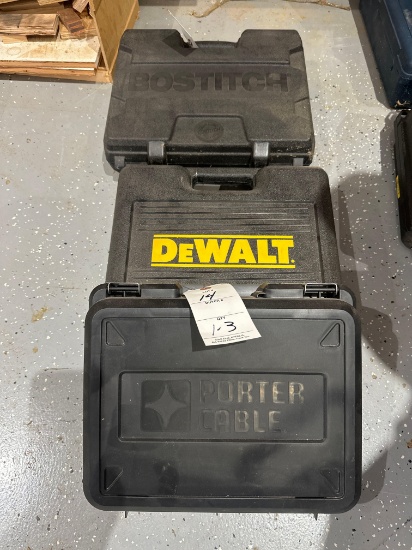 BOSTITCH
DEWALT
14
1-3
PORTER
CABLE